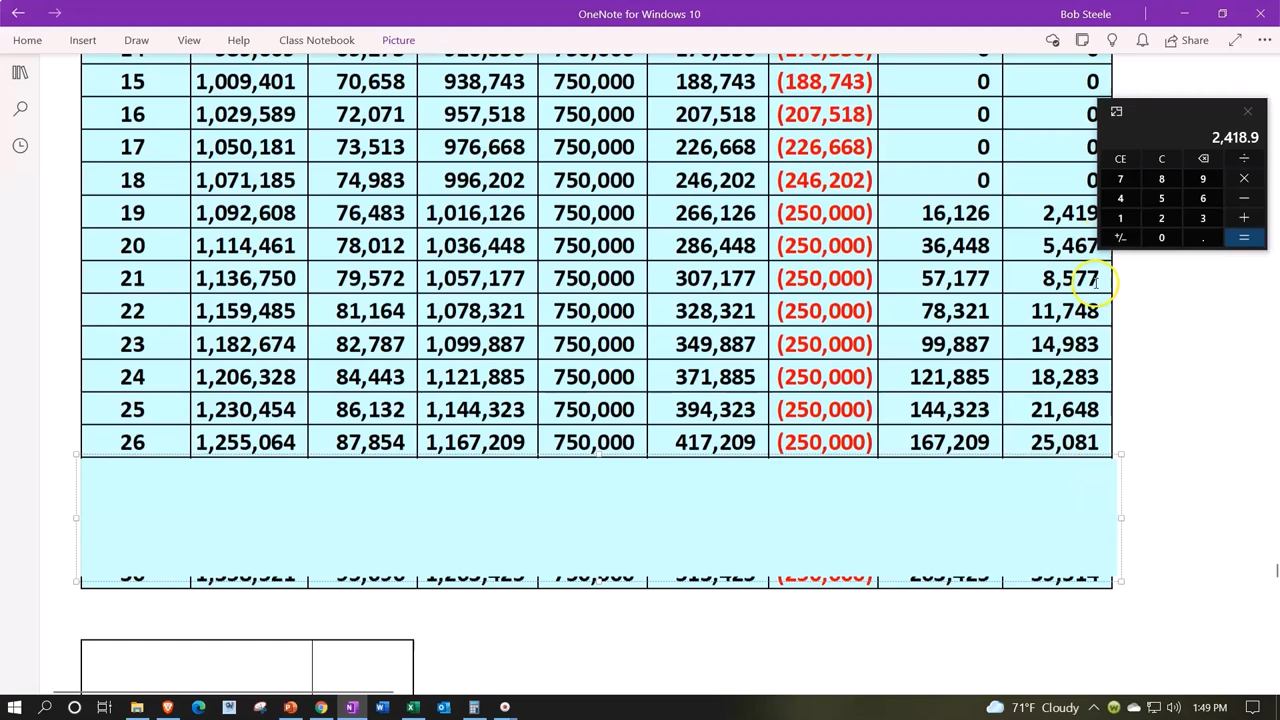 OneNote for Windows 10
Bob Steele
Home Insert Draw View Help Class Notebook Picture Share
15 1,009,401 70,658 938,743 750,000 188,743 (188,743) 0 0
16 1,029,589 72,071 957,518 750,000 207,518 (207,518) 0 0
17 1,050,181 73,513 976,668 750,000 226,668 (226,668) 0 0
18 1,071,185 74,983 996,202 750,000 246,202 (246,202) 0 0
19 1,092,608 76,483 1,016,126 750,000 266,126 (250,000) 16,126 2,419
20 1,114,461 78,012 1,036,448 750,000 286,448 (250,000) 36,448 5,467
21 1,136,750 79,572 1,057,177 750,000 307,177 (250,000) 57,177 8,577
22 1,159,485 81,164 1,078,321 750,000 328,321 (250,000) 78,321 11,748
23 1,182,674 82,787 1,099,887 750,000 349,887 (250,000) 99,887 14,983
24 1,206,328 84,443 1,121,885 750,000 371,885 (250,000) 121,885 18,283
25 1,230,454 86,132 1,144,323 750,000 394,323 (250,000) 144,323 21,648
26 1,255,064 87,854 1,167,209 750,000 417,209 (250,000) 167,209 25,081
2,418.9
CE C ÷
7 8 9 ×
4 5 6 −
1 2 3 +
+/− 0 . =
71°F Cloudy 1:49 PM